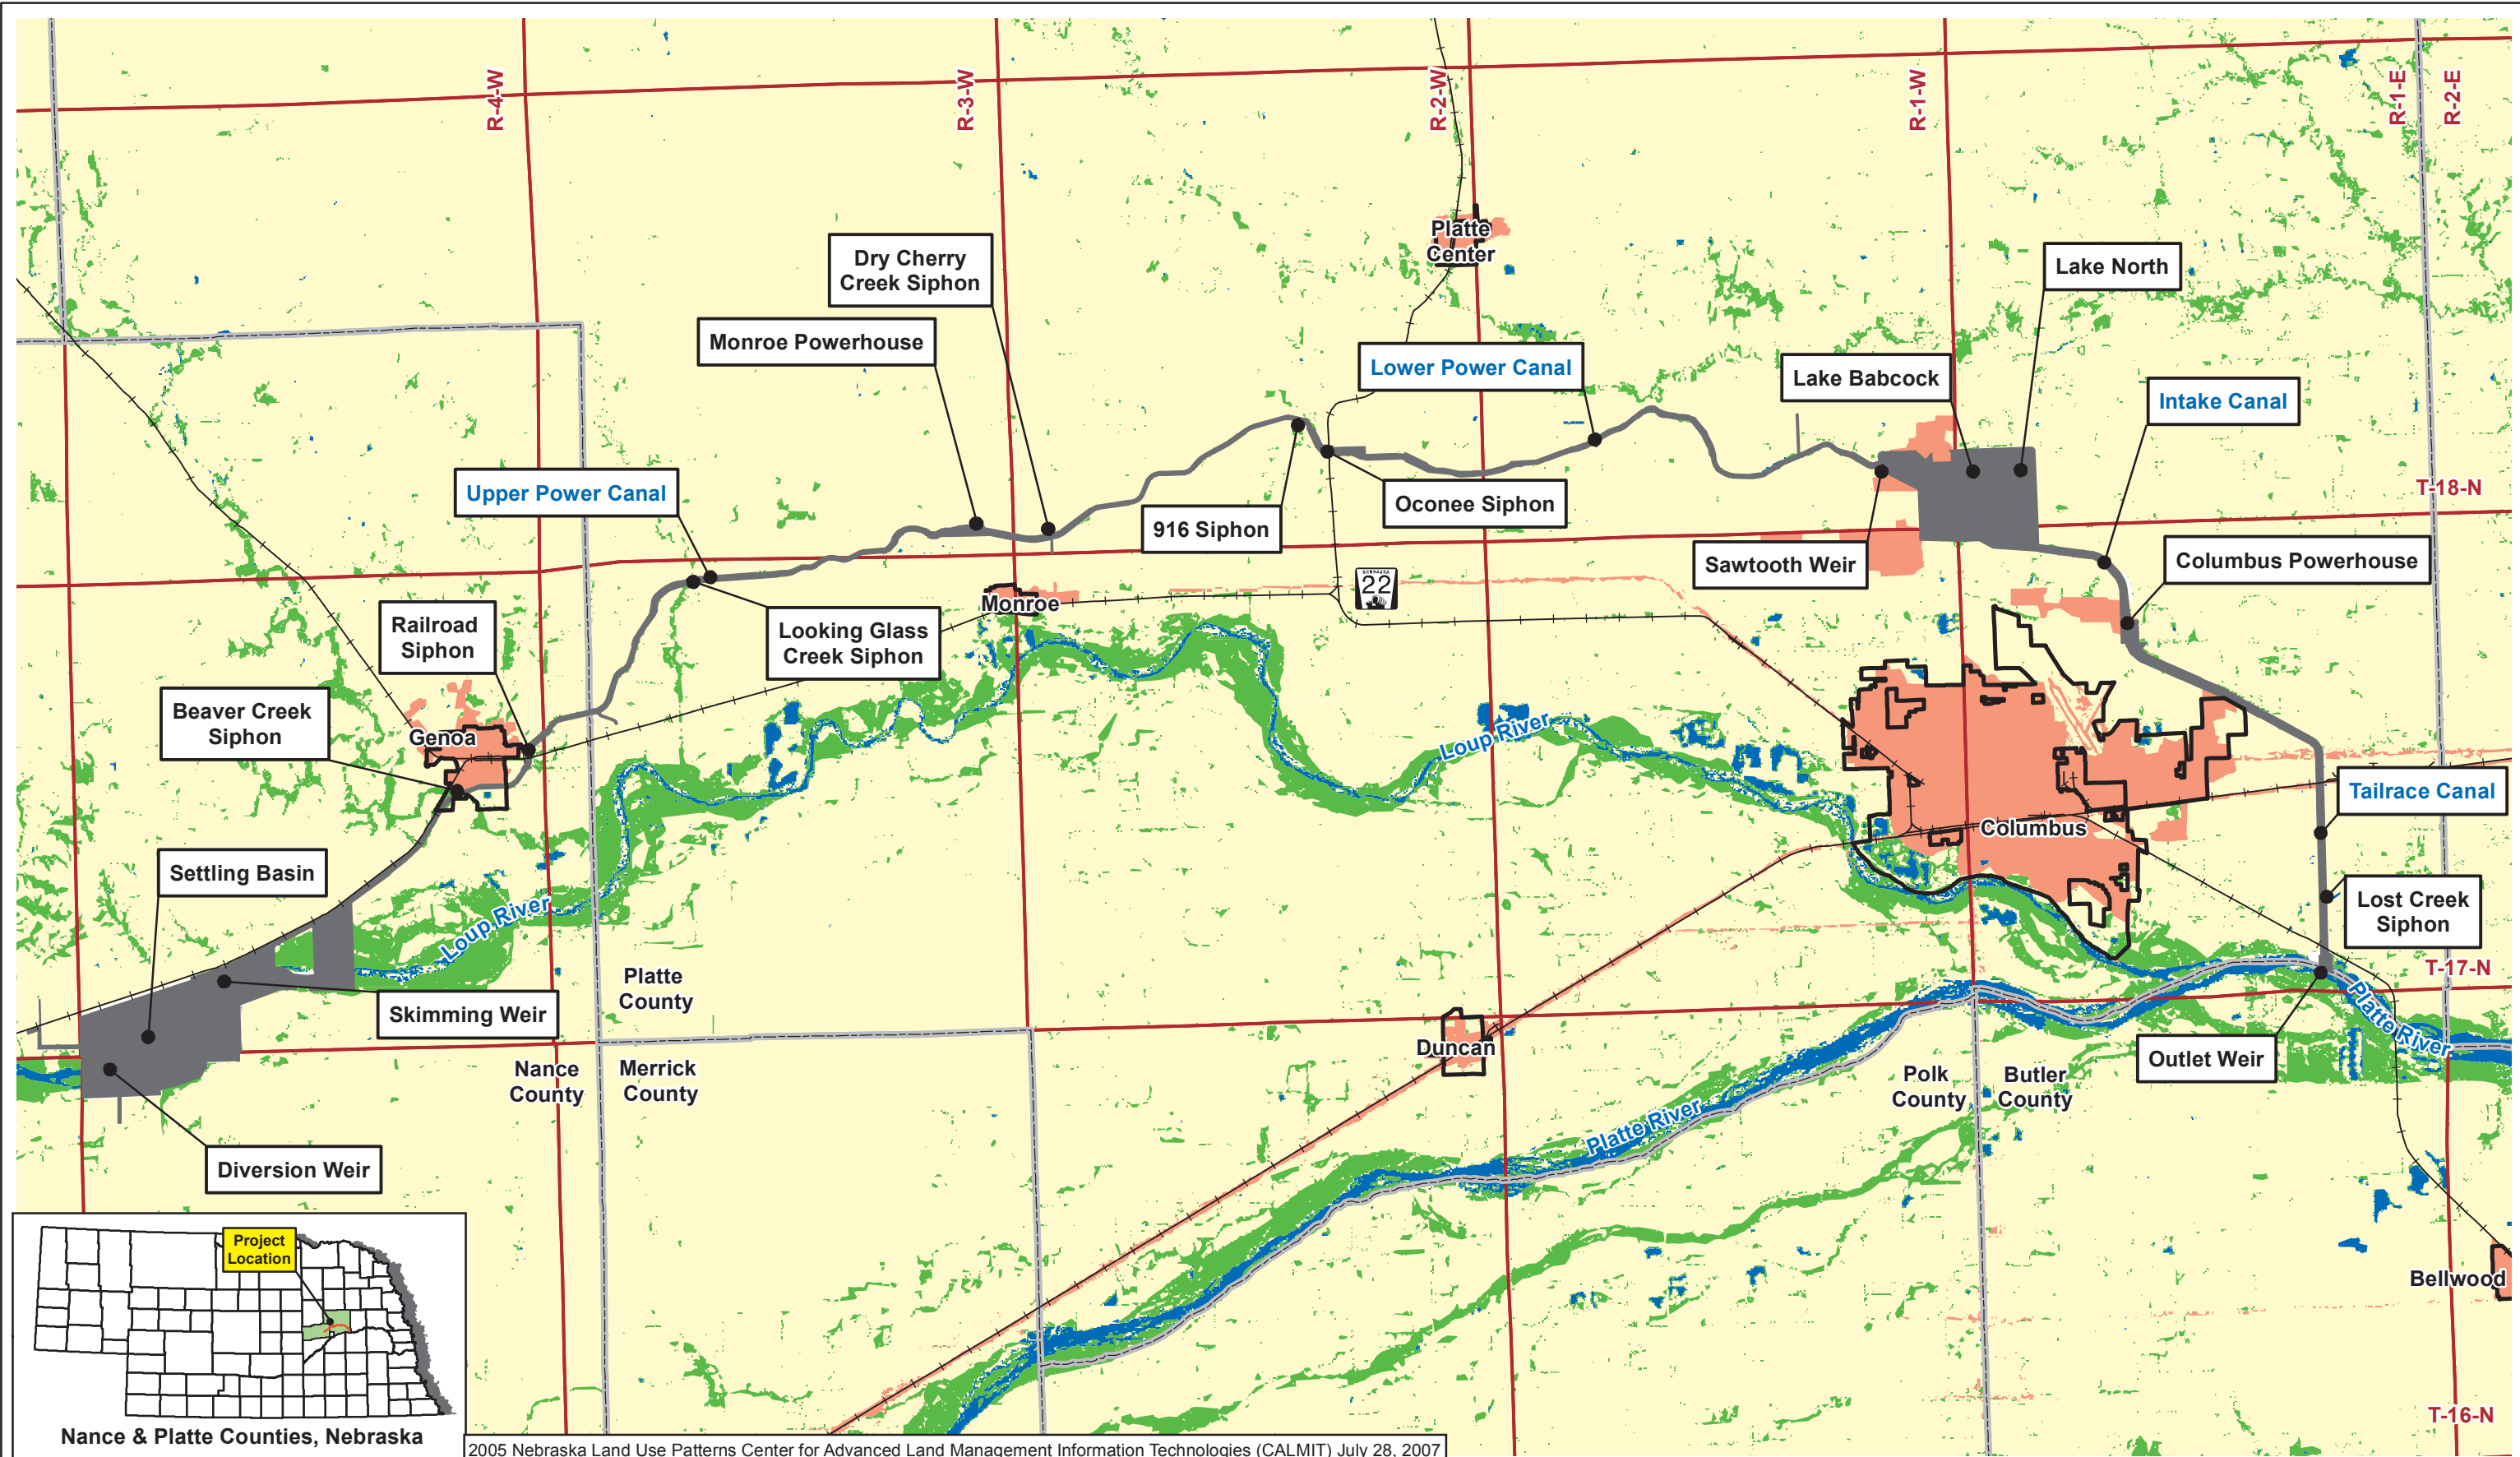 R-4-W
R-3-W
R-2-W
R-1-W
R-1-E
R-2-E
Platte
Center
Dry Cherry
Creek Siphon
Lake North
Monroe Powerhouse
Lower Power Canal
Lake Babcock
Intake Canal
Upper Power Canal
T-18-N
Oconee Siphon
916 Siphon
Sawtooth Weir
Columbus Powerhouse
NEBRASKA
22
Monroe
Railroad
Siphon
Looking Glass
Creek Siphon
Beaver Creek
Siphon
Genoa
Loup River
Tailrace Canal
Columbus
Settling Basin
Loup River
Lost Creek
Siphon
T-17-N
Platte
County
Skimming Weir
Platte River
Duncan
Outlet Weir
Nance
County
Merrick
County
Polk
County
Butler
County
Platte River
Diversion Weir
Project
Location
Bellwood
T-16-N
Nance & Platte Counties, Nebraska
2005 Nebraska Land Use Patterns Center for Advanced Land Management Information Technologies (CALMIT) July 28, 2007